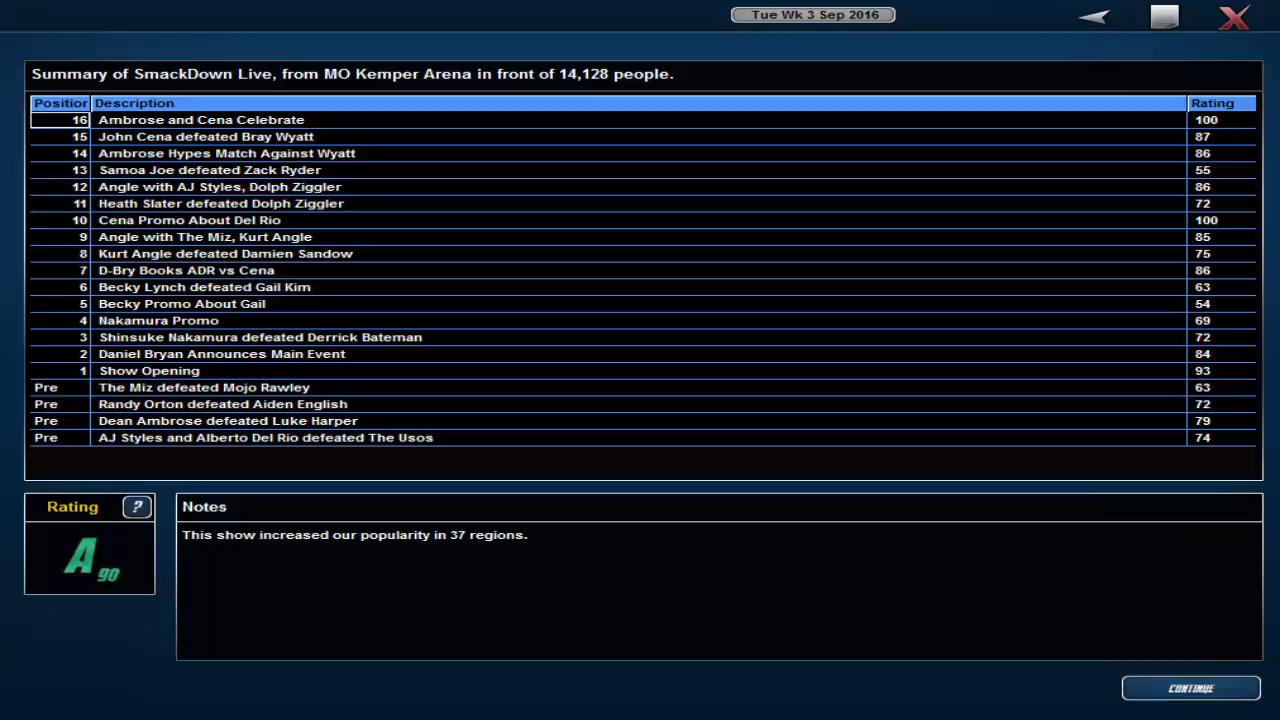 Tue Wk 3 Sep 2016
Summary of SmackDown Live, from MO Kemper Arena in front of 14,128 people.
Position Description Rating
16 Ambrose and Cena Celebrate 100
15 John Cena defeated Bray Wyatt 87
14 Ambrose Hypes Match Against Wyatt 86
13 Samoa Joe defeated Zack Ryder 55
12 Angle with AJ Styles, Dolph Ziggler 86
11 Heath Slater defeated Dolph Ziggler 72
10 Cena Promo About Del Rio 100
9 Angle with The Miz, Kurt Angle 85
8 Kurt Angle defeated Damien Sandow 75
7 D-Bry Books ADR vs Cena 86
6 Becky Lynch defeated Gail Kim 63
5 Becky Promo About Gail 54
4 Nakamura Promo 69
3 Shinsuke Nakamura defeated Derrick Bateman 72
2 Daniel Bryan Announces Main Event 84
1 Show Opening 93
Pre The Miz defeated Mojo Rawley 63
Pre Randy Orton defeated Aiden English 72
Pre Dean Ambrose defeated Luke Harper 79
Pre AJ Styles and Alberto Del Rio defeated The Usos 74
Rating ?
A 90
Notes
This show increased our popularity in 37 regions.
CONTINUE